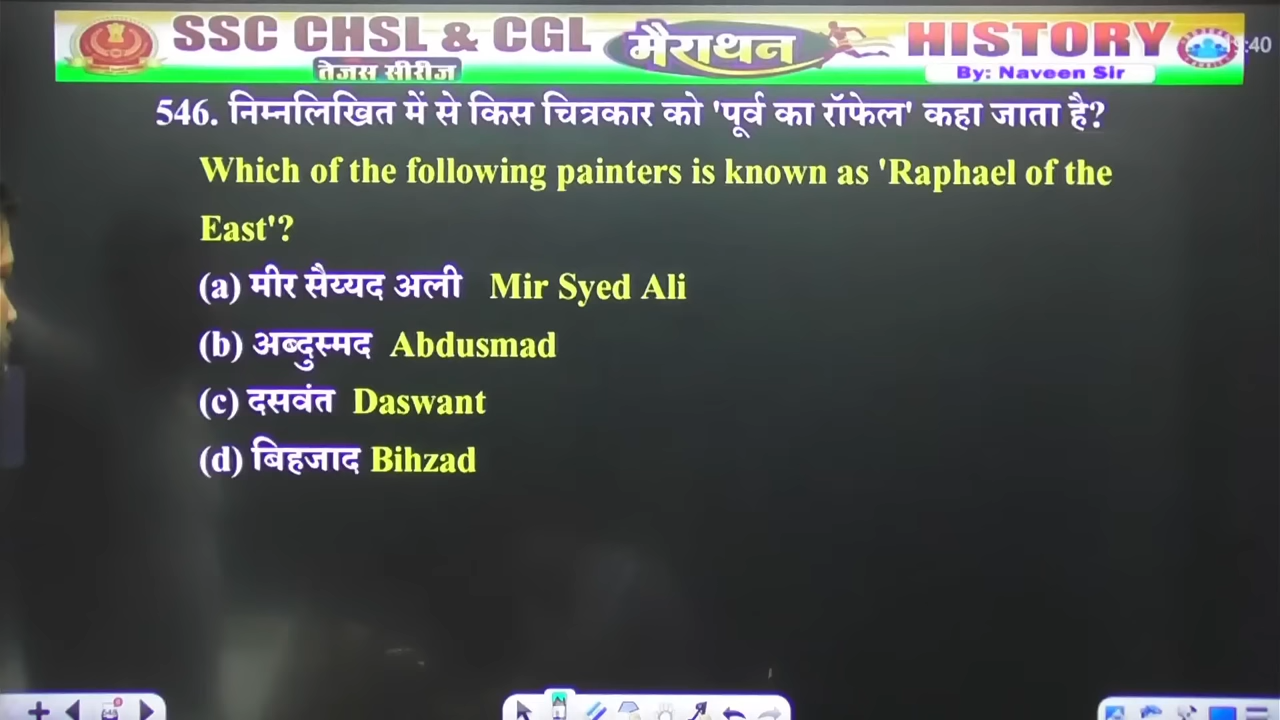 SSC CHSL & CGL
तेजस सीरीज
मैराथन
HISTORY
By: Naveen Sir
:40
546. निम्नलिखित में से किस चित्रकार को 'पूर्व का रॉफेल' कहा जाता है?
Which of the following painters is known as 'Raphael of the
East'?
(a) मीर सैय्यद अली Mir Syed Ali
(b) अब्दुस्मद Abdusmad
(c) दसवंत Daswant
(d) बिहजाद Bihzad